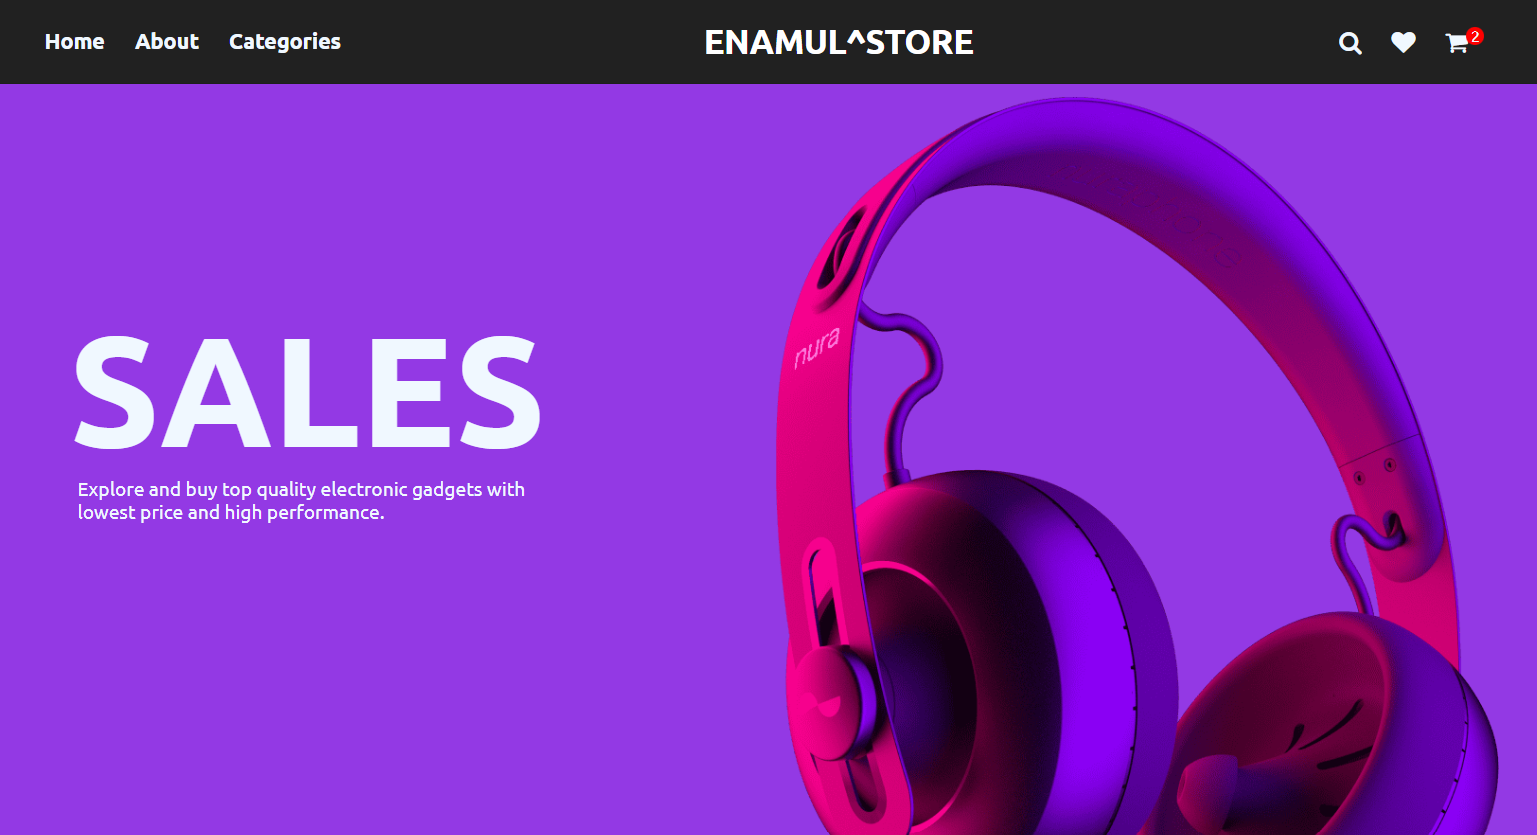 Home About Categories
ENAMUL^STORE
2
nura
SALES
Explore and buy top quality electronic gadgets with
lowest price and high performance.